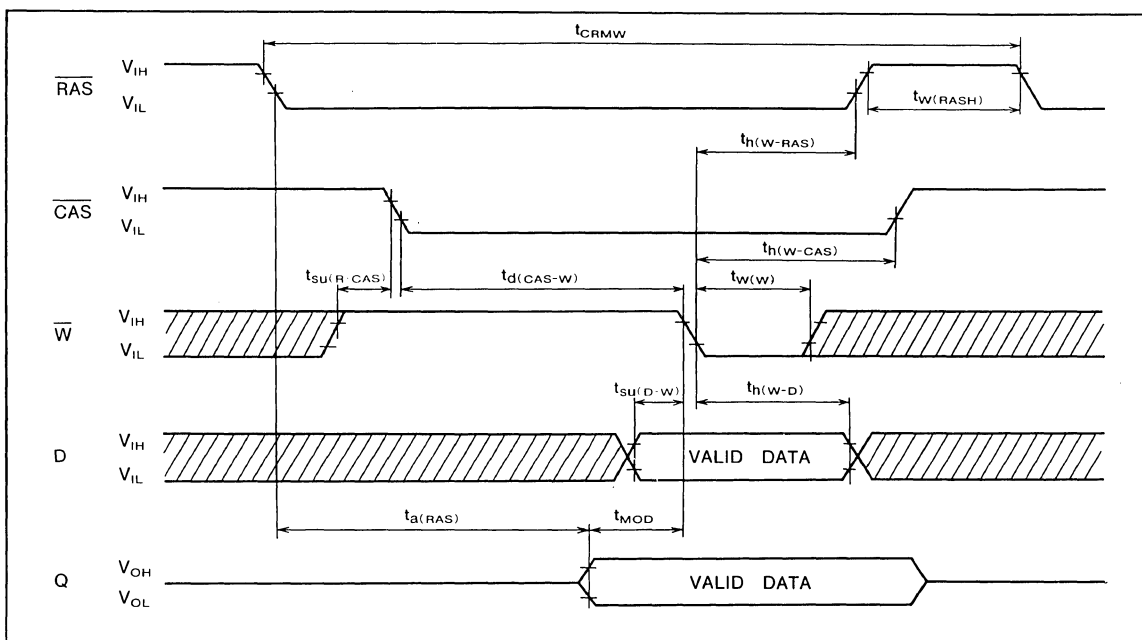 tCRMW
RAS
VIH
VIL
tW(RASH)
th(W-RAS)
CAS
VIH
VIL
th(W-CAS)
tsu(R-CAS)
td(CAS-W)
tW(W)
W
VIH
VIL
tsu(D-W)
th(W-D)
D
VIH
VIL
VALID DATA
ta(RAS)
tMOD
Q
VOH
VOL
VALID DATA